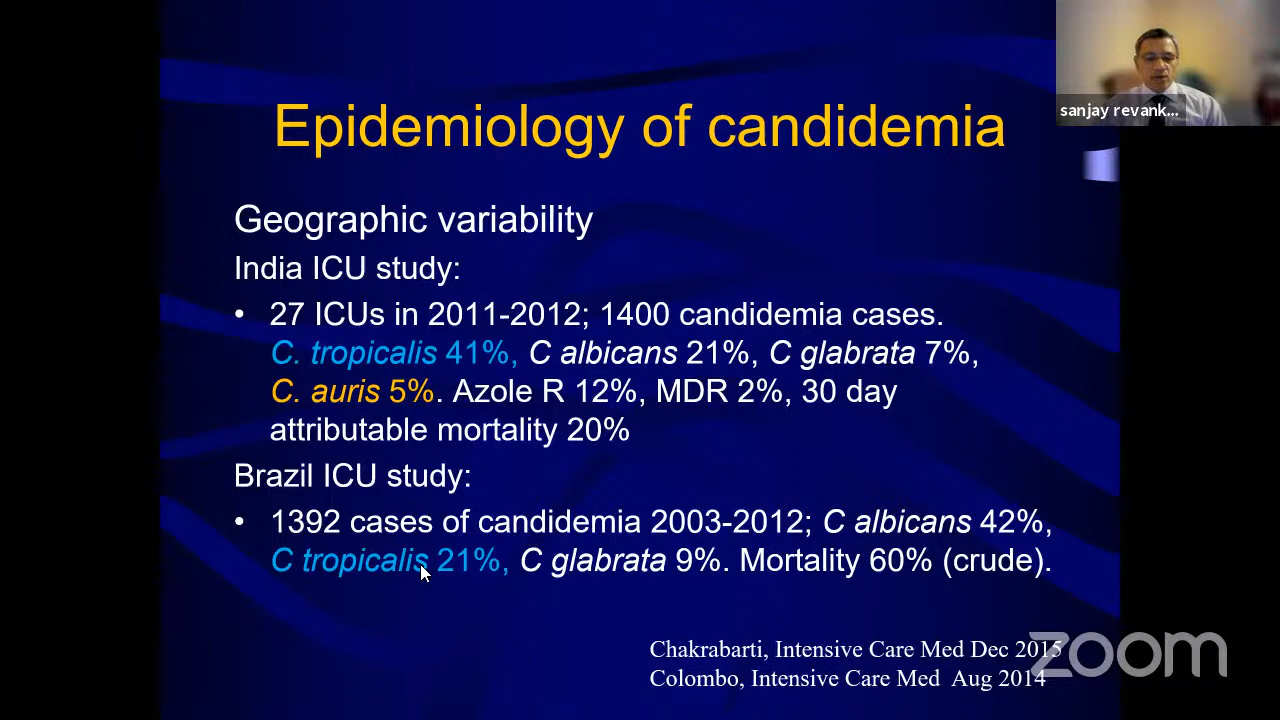 sanjay revank...
Epidemiology of candidemia
Geographic variability
India ICU study:
• 27 ICUs in 2011-2012; 1400 candidemia cases.
C. tropicalis 41%, C albicans 21%, C glabrata 7%,
C. auris 5%. Azole R 12%, MDR 2%, 30 day
attributable mortality 20%
Brazil ICU study:
• 1392 cases of candidemia 2003-2012; C albicans 42%,
C tropicalis 21%, C glabrata 9%. Mortality 60% (crude).
Chakrabarti, Intensive Care Med Dec 2015
Colombo, Intensive Care Med Aug 2014
zoom